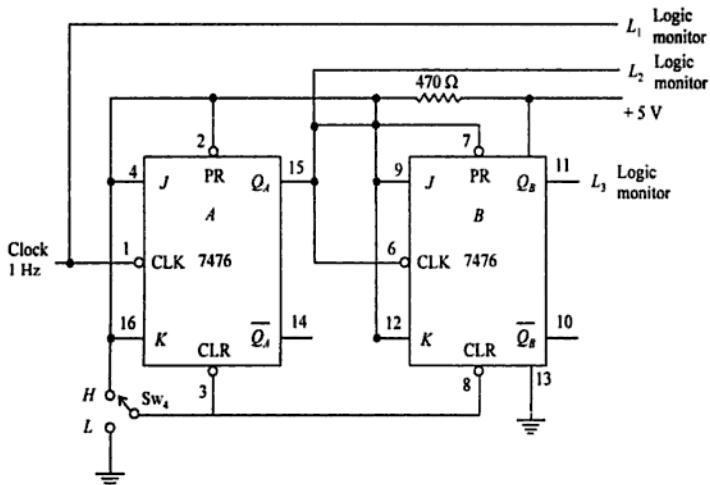 L1 Logic monitor
L2 Logic monitor
470 Ω
+ 5 V
2
7
4 J PR QA 15
9 J PR QB 11
L3 Logic monitor
A
B
Clock 1 Hz
1 CLK 7476
6 CLK 7476
16 K Q̅A̅ 14
12 K Q̅B̅ 10
CLR
CLR
3
8
13
H Sw4
L